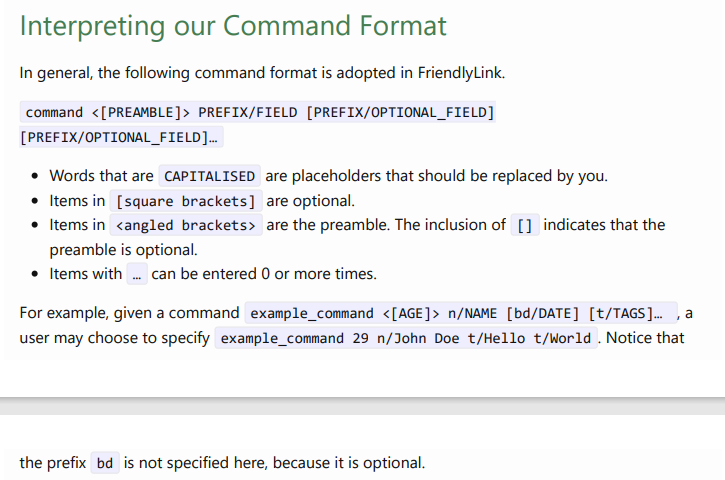 Interpreting our Command Format
In general, the following command format is adopted in FriendlyLink.
command <[PREAMBLE]> PREFIX/FIELD [PREFIX/OPTIONAL_FIELD]
[PREFIX/OPTIONAL_FIELD]…
• Words that are CAPITALISED are placeholders that should be replaced by you.
• Items in [square brackets] are optional.
• Items in <angled brackets> are the preamble. The inclusion of [] indicates that the
preamble is optional.
• Items with … can be entered 0 or more times.
For example, given a command example_command <[AGE]> n/NAME [bd/DATE] [t/TAGS]… , a
user may choose to specify example_command 29 n/John Doe t/Hello t/World . Notice that
the prefix bd is not specified here, because it is optional.